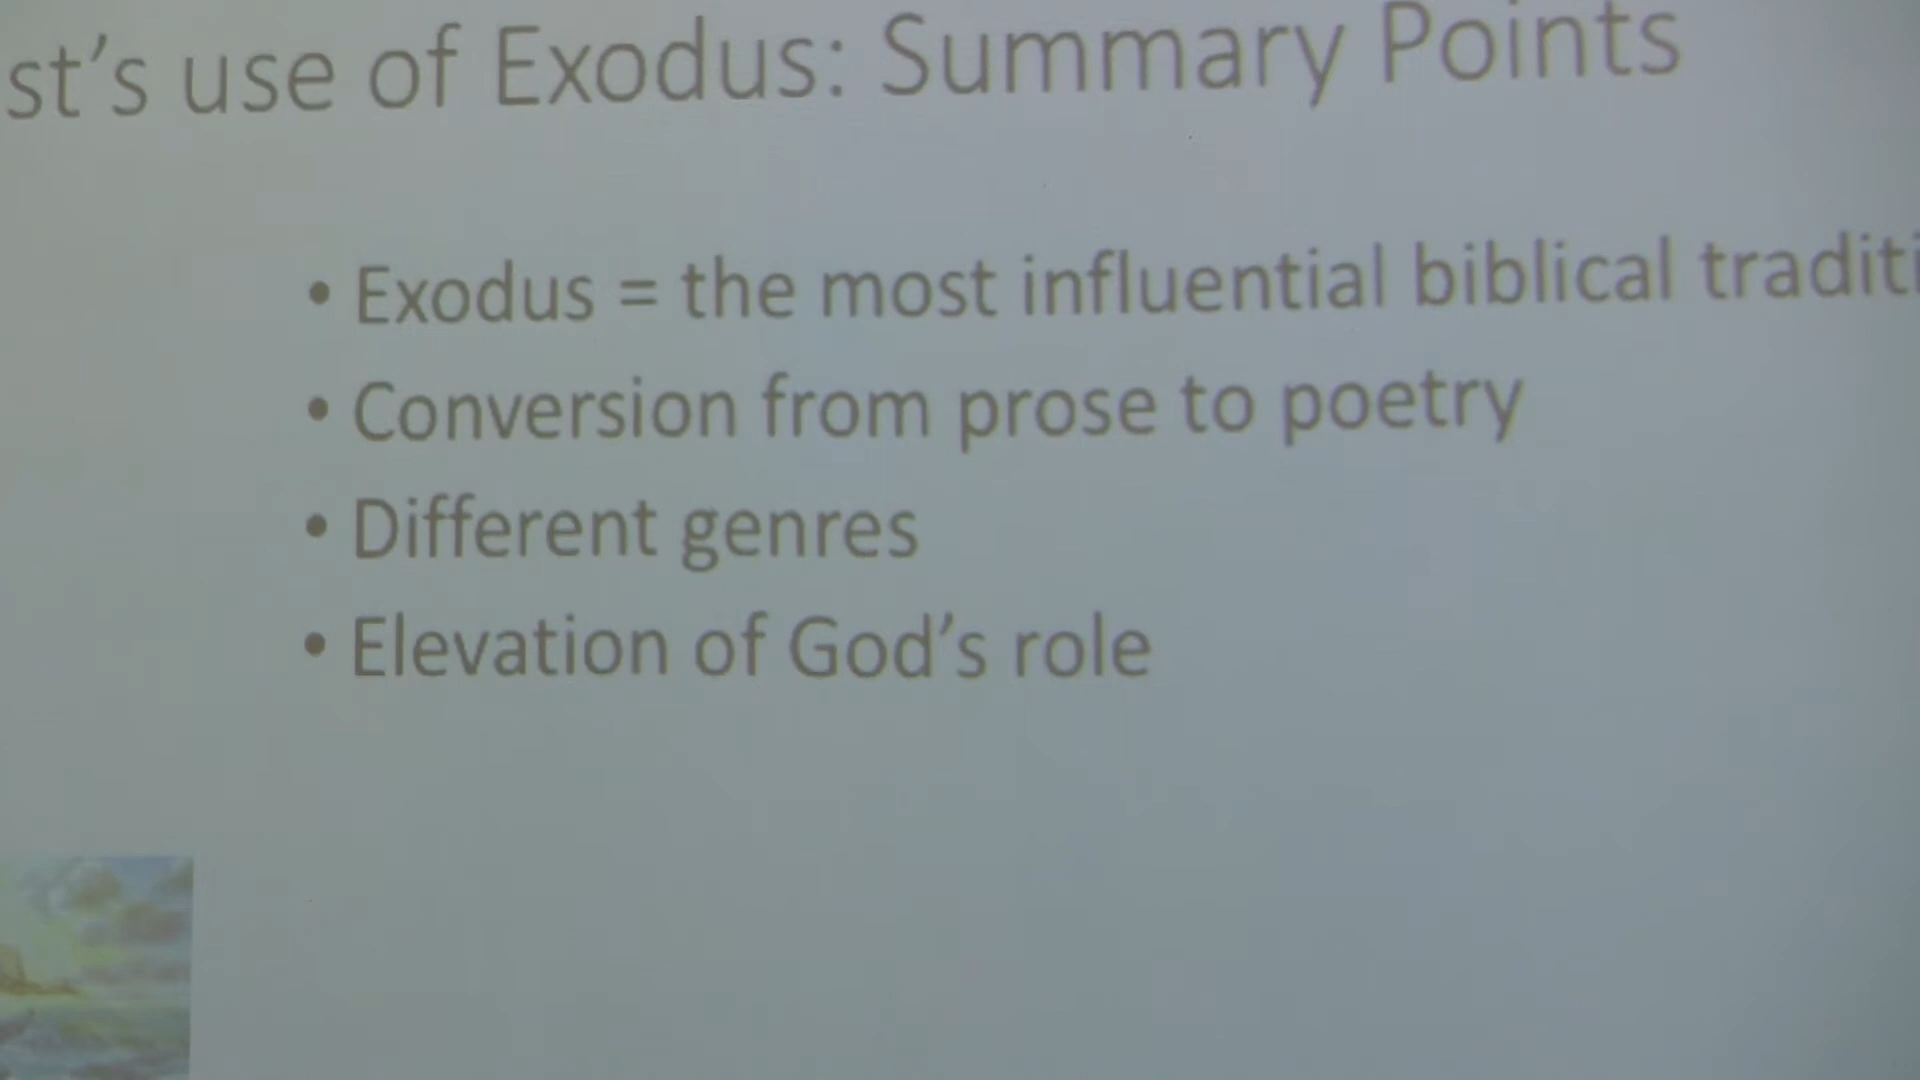 st’s use of Exodus: Summary Points
• Exodus = the most influential biblical traditi
• Conversion from prose to poetry
• Different genres
• Elevation of God’s role